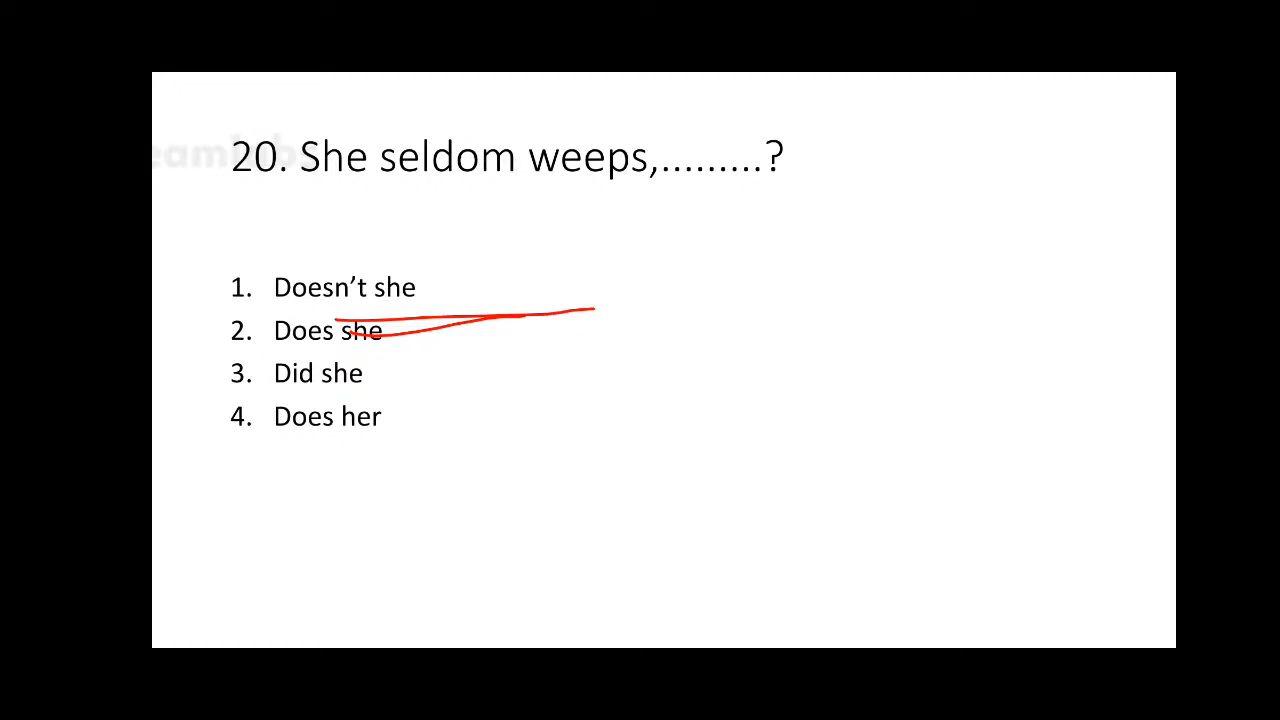 20. She seldom weeps,.........?
1. Doesn't she
2. Does she
3. Did she
4. Does her